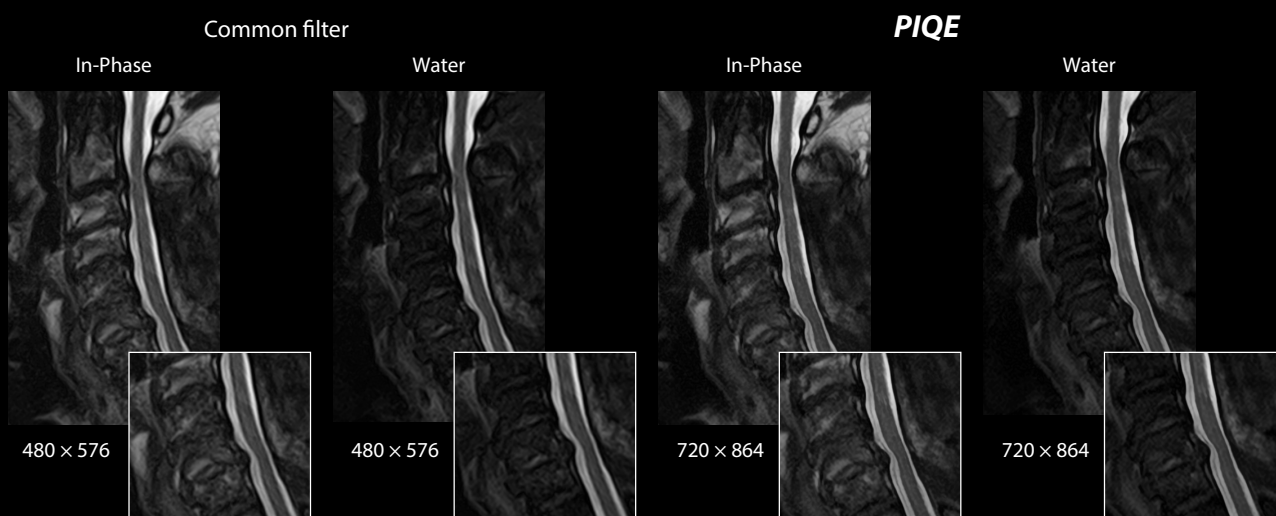 Common filter
PIQE
In-Phase
Water
In-Phase
Water
480 × 576
480 × 576
720 × 864
720 × 864